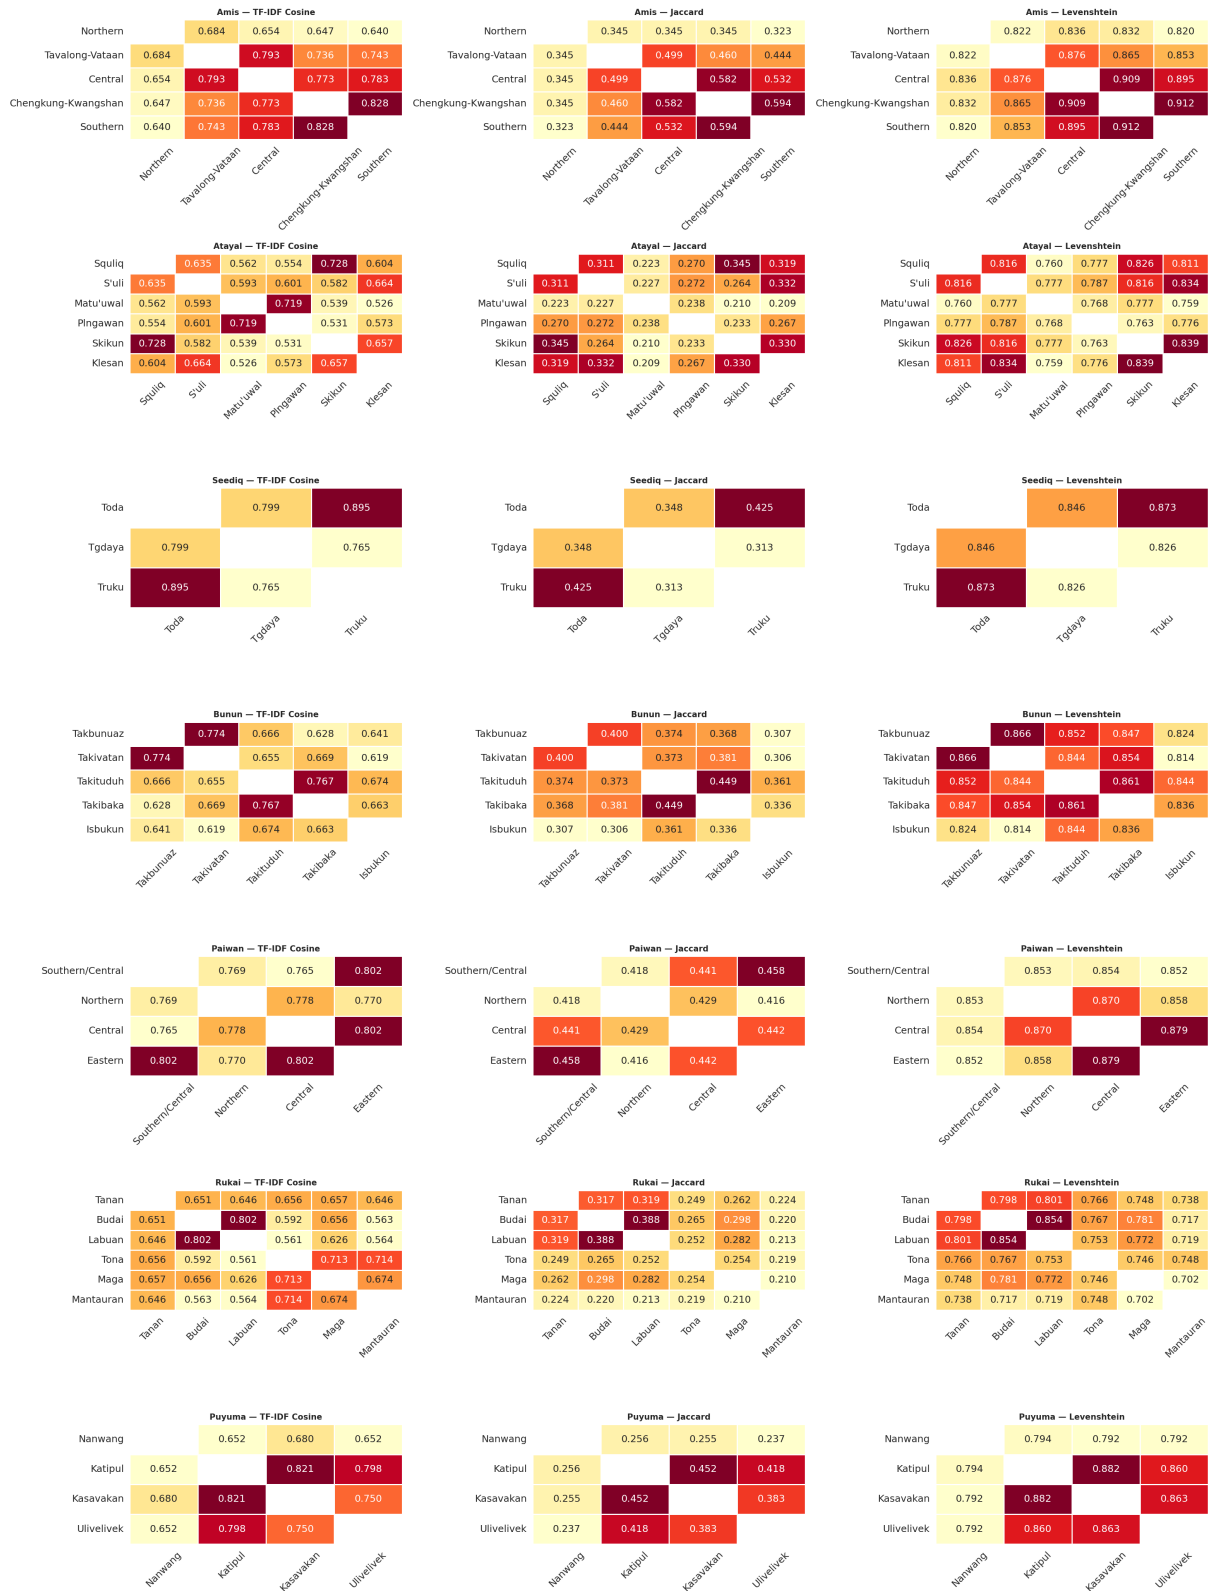 Amis — TF-IDF Cosine
Northern 0.684 0.654 0.647 0.640
Tavalong-Vataan 0.684 0.793 0.736 0.743
Central 0.654 0.793 0.773 0.783
Chengkung-Kwangshan 0.647 0.736 0.773 0.828
Southern 0.640 0.743 0.783 0.828
Northern Tavalong-Vataan Central Chengkung-Kwangshan Southern
Amis — Jaccard
Northern 0.345 0.345 0.345 0.323
Tavalong-Vataan 0.345 0.499 0.460 0.444
Central 0.345 0.499 0.582 0.532
Chengkung-Kwangshan 0.345 0.460 0.582 0.594
Southern 0.323 0.444 0.532 0.594
Northern Tavalong-Vataan Central Chengkung-Kwangshan Southern
Amis — Levenshtein
Northern 0.822 0.836 0.832 0.820
Tavalong-Vataan 0.822 0.876 0.865 0.853
Central 0.836 0.876 0.909 0.895
Chengkung-Kwangshan 0.832 0.865 0.909 0.912
Southern 0.820 0.853 0.895 0.912
Northern Tavalong-Vataan Central Chengkung-Kwangshan Southern
Atayal — TF-IDF Cosine
Squliq 0.635 0.562 0.554 0.728 0.604
S'uli 0.635 0.593 0.601 0.582 0.664
Matu'uwal 0.562 0.593 0.719 0.539 0.526
Plngawan 0.554 0.601 0.719 0.531 0.573
Skikun 0.728 0.582 0.539 0.531 0.657
Klesan 0.604 0.664 0.526 0.573 0.657
Squliq S'uli Matu'uwal Plngawan Skikun Klesan
Atayal — Jaccard
Squliq 0.311 0.223 0.270 0.345 0.319
S'uli 0.311 0.227 0.272 0.264 0.332
Matu'uwal 0.223 0.227 0.238 0.210 0.209
Plngawan 0.270 0.272 0.238 0.233 0.267
Skikun 0.345 0.264 0.210 0.233 0.330
Klesan 0.319 0.332 0.209 0.267 0.330
Squliq S'uli Matu'uwal Plngawan Skikun Klesan
Atayal — Levenshtein
Squliq 0.816 0.760 0.777 0.826 0.811
S'uli 0.816 0.777 0.787 0.816 0.834
Matu'uwal 0.760 0.777 0.768 0.777 0.759
Plngawan 0.777 0.787 0.768 0.763 0.776
Skikun 0.826 0.816 0.777 0.763 0.839
Klesan 0.811 0.834 0.759 0.776 0.839
Squliq S'uli Matu'uwal Plngawan Skikun Klesan
Seediq — TF-IDF Cosine
Toda 0.799 0.895
Tgdaya 0.799 0.765
Truku 0.895 0.765
Toda Tgdaya Truku
Seediq — Jaccard
Toda 0.348 0.425
Tgdaya 0.348 0.313
Truku 0.425 0.313
Toda Tgdaya Truku
Seediq — Levenshtein
Toda 0.846 0.873
Tgdaya 0.846 0.826
Truku 0.873 0.826
Toda Tgdaya Truku
Bunun — TF-IDF Cosine
Takbunuaz 0.774 0.666 0.628 0.641
Takivatan 0.774 0.655 0.669 0.619
Takituduh 0.666 0.655 0.767 0.674
Takibaka 0.628 0.669 0.767 0.663
Isbukun 0.641 0.619 0.674 0.663
Takbunuaz Takivatan Takituduh Takibaka Isbukun
Bunun — Jaccard
Takbunuaz 0.400 0.374 0.368 0.307
Takivatan 0.400 0.373 0.381 0.306
Takituduh 0.374 0.373 0.449 0.361
Takibaka 0.368 0.381 0.449 0.336
Isbukun 0.307 0.306 0.361 0.336
Takbunuaz Takivatan Takituduh Takibaka Isbukun
Bunun — Levenshtein
Takbunuaz 0.866 0.852 0.847 0.824
Takivatan 0.866 0.844 0.854 0.814
Takituduh 0.852 0.844 0.861 0.844
Takibaka 0.847 0.854 0.861 0.836
Isbukun 0.824 0.814 0.844 0.836
Takbunuaz Takivatan Takituduh Takibaka Isbukun
Paiwan — TF-IDF Cosine
Southern/Central 0.769 0.765 0.802
Northern 0.769 0.778 0.770
Central 0.765 0.778 0.802
Eastern 0.802 0.770 0.802
Southern/Central Northern Central Eastern
Paiwan — Jaccard
Southern/Central 0.418 0.441 0.458
Northern 0.418 0.429 0.416
Central 0.441 0.429 0.442
Eastern 0.458 0.416 0.442
Southern/Central Northern Central Eastern
Paiwan — Levenshtein
Southern/Central 0.853 0.854 0.852
Northern 0.853 0.870 0.858
Central 0.854 0.870 0.879
Eastern 0.852 0.858 0.879
Southern/Central Northern Central Eastern
Rukai — TF-IDF Cosine
Tanan 0.651 0.646 0.656 0.657 0.646
Budai 0.651 0.802 0.592 0.656 0.563
Labuan 0.646 0.802 0.561 0.626 0.564
Tona 0.656 0.592 0.561 0.713 0.714
Maga 0.657 0.656 0.626 0.713 0.674
Mantauran 0.646 0.563 0.564 0.714 0.674
Tanan Budai Labuan Tona Maga Mantauran
Rukai — Jaccard
Tanan 0.317 0.319 0.249 0.262 0.224
Budai 0.317 0.388 0.265 0.298 0.220
Labuan 0.319 0.388 0.252 0.282 0.213
Tona 0.249 0.265 0.252 0.254 0.219
Maga 0.262 0.298 0.282 0.254 0.210
Mantauran 0.224 0.220 0.213 0.219 0.210
Tanan Budai Labuan Tona Maga Mantauran
Rukai — Levenshtein
Tanan 0.798 0.801 0.766 0.748 0.738
Budai 0.798 0.854 0.767 0.781 0.717
Labuan 0.801 0.854 0.753 0.772 0.719
Tona 0.766 0.767 0.753 0.746 0.748
Maga 0.748 0.781 0.772 0.746 0.702
Mantauran 0.738 0.717 0.719 0.748 0.702
Tanan Budai Labuan Tona Maga Mantauran
Puyuma — TF-IDF Cosine
Nanwang 0.652 0.680 0.652
Katipul 0.652 0.821 0.798
Kasavakan 0.680 0.821 0.750
Ulivelivek 0.652 0.798 0.750
Nanwang Katipul Kasavakan Ulivelivek
Puyuma — Jaccard
Nanwang 0.256 0.255 0.237
Katipul 0.256 0.452 0.418
Kasavakan 0.255 0.452 0.383
Ulivelivek 0.237 0.418 0.383
Nanwang Katipul Kasavakan Ulivelivek
Puyuma — Levenshtein
Nanwang 0.794 0.792 0.792
Katipul 0.794 0.882 0.860
Kasavakan 0.792 0.882 0.863
Ulivelivek 0.792 0.860 0.863
Nanwang Katipul Kasavakan Ulivelivek